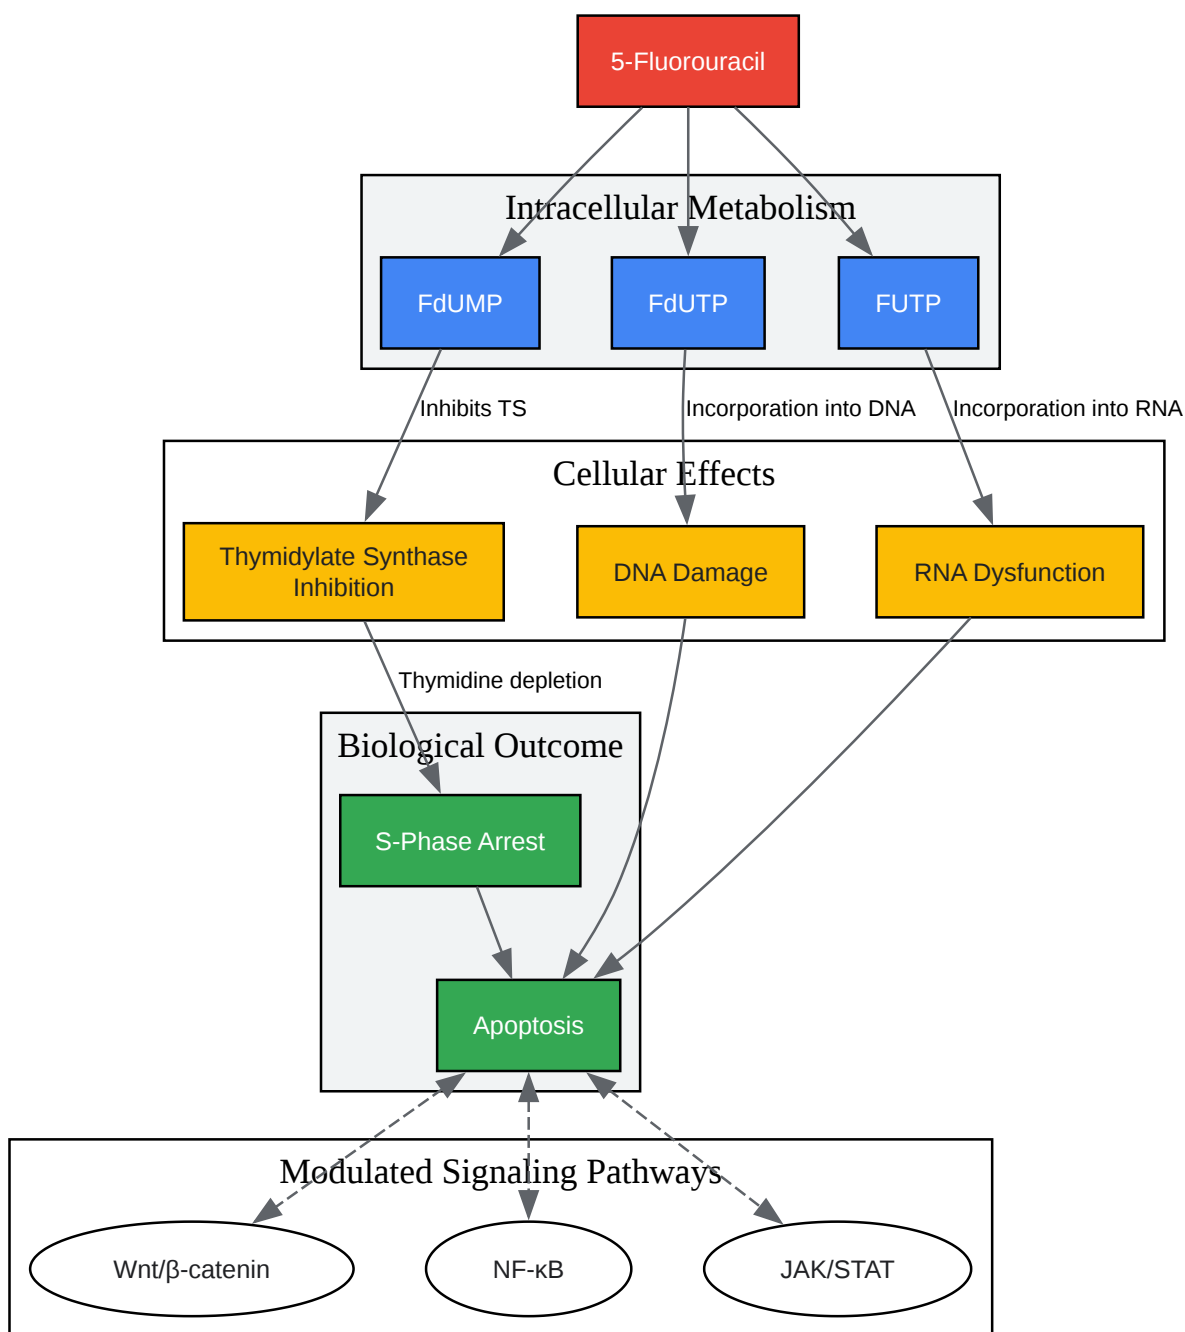 5-Fluorouracil
Intracellular Metabolism
FdUMP
FdUTP
FUTP
Inhibits TS
Incorporation into DNA
Incorporation into RNA
Cellular Effects
Thymidylate Synthase
Inhibition
DNA Damage
RNA Dysfunction
Thymidine depletion
Biological Outcome
S-Phase Arrest
Apoptosis
Modulated Signaling Pathways
Wnt/β-catenin
NF-κB
JAK/STAT